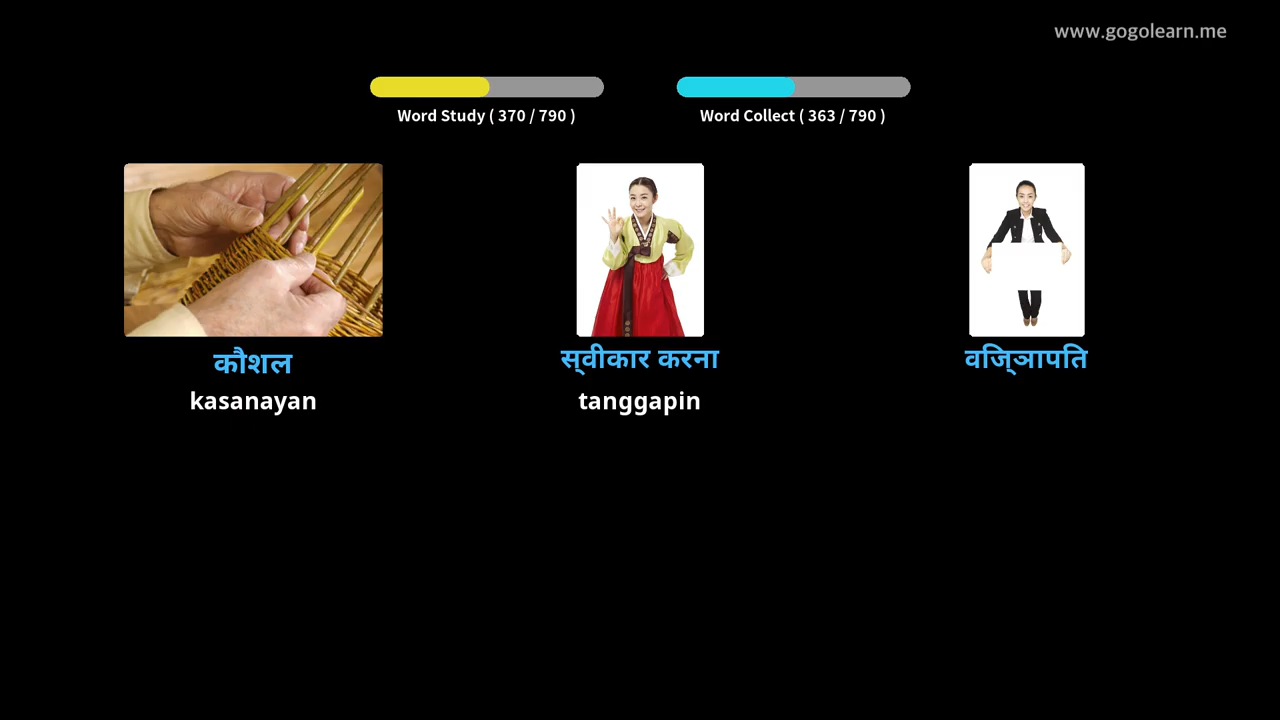 www.gogolearn.me
Word Study ( 370 / 790 )
Word Collect ( 363 / 790 )
कौशल
स्वीकार करना
विज्ञापति
kasanayan
tanggapin